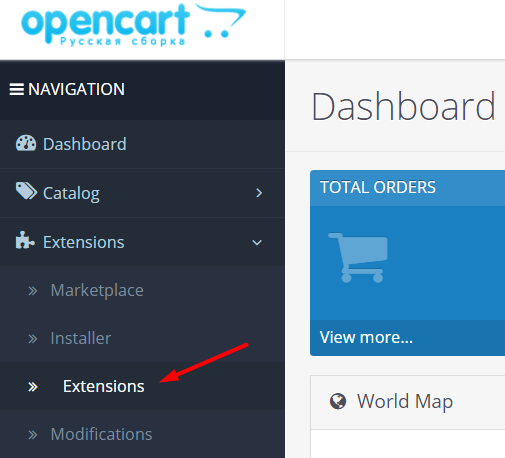 opencart
Русская сборка
NAVIGATION
Dashboard
Dashboard
Catalog
TOTAL ORDERS
Extensions
Marketplace
Installer
View more...
Extensions
World Map
Modifications